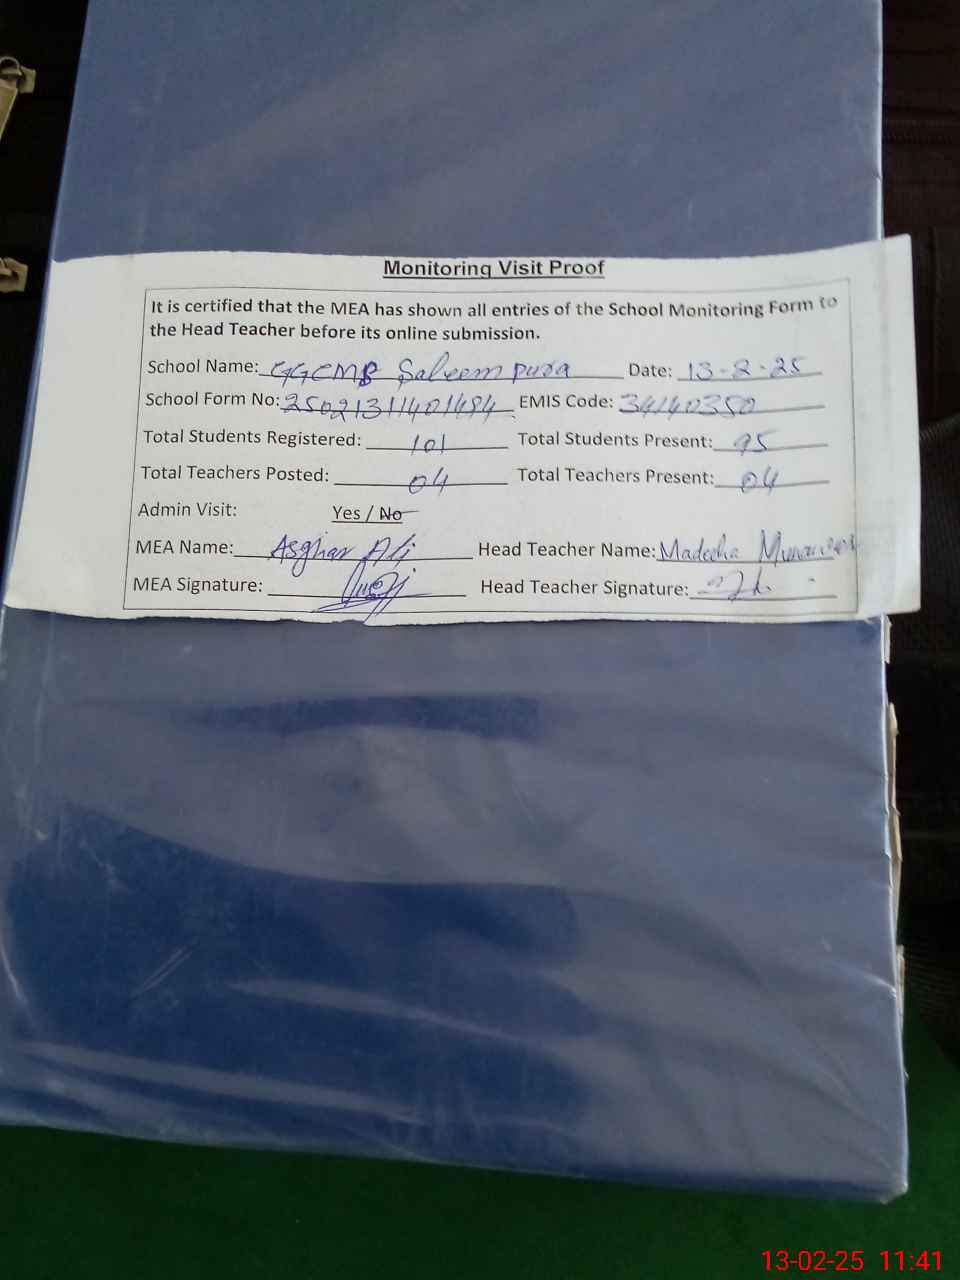 Monitoring Visit Proof
It is certified that the MEA has shown all entries of the School Monitoring Form to
the Head Teacher before its online submission.
School Name: GGCMS Saleem pura Date: 13-2-25
School Form No: 25021311401484 EMIS Code: 34140350
Total Students Registered: 101 Total Students Present: 95
Total Teachers Posted: 04 Total Teachers Present: 04
Admin Visit: Yes / No
MEA Name: Asghar Ali Head Teacher Name: Madeeha
MEA Signature: Head Teacher Signature:
13-02-25 11:41